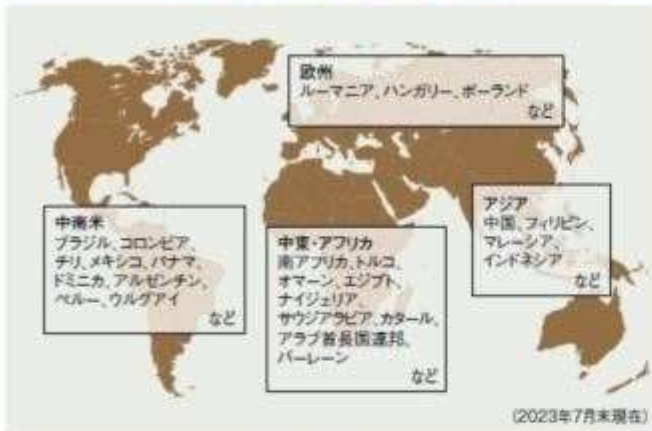 欧州
ルーマニア、ハンガリー、ポーランド
など
中南米
ブラジル、コロンビア、
チリ、メキシコ、パナマ、
ドミニカ、アルゼンチン、
ペルー、ウルグアイ
など
中東・アフリカ
南アフリカ、トルコ、
オマーン、エジプト、
ナイジェリア、
サウジアラビア、カタール、
アラブ首長国連邦、
バーレーン
など
アジア
中国、フィリピン、
マレーシア、
インドネシア
など
(2023年7月末現在)